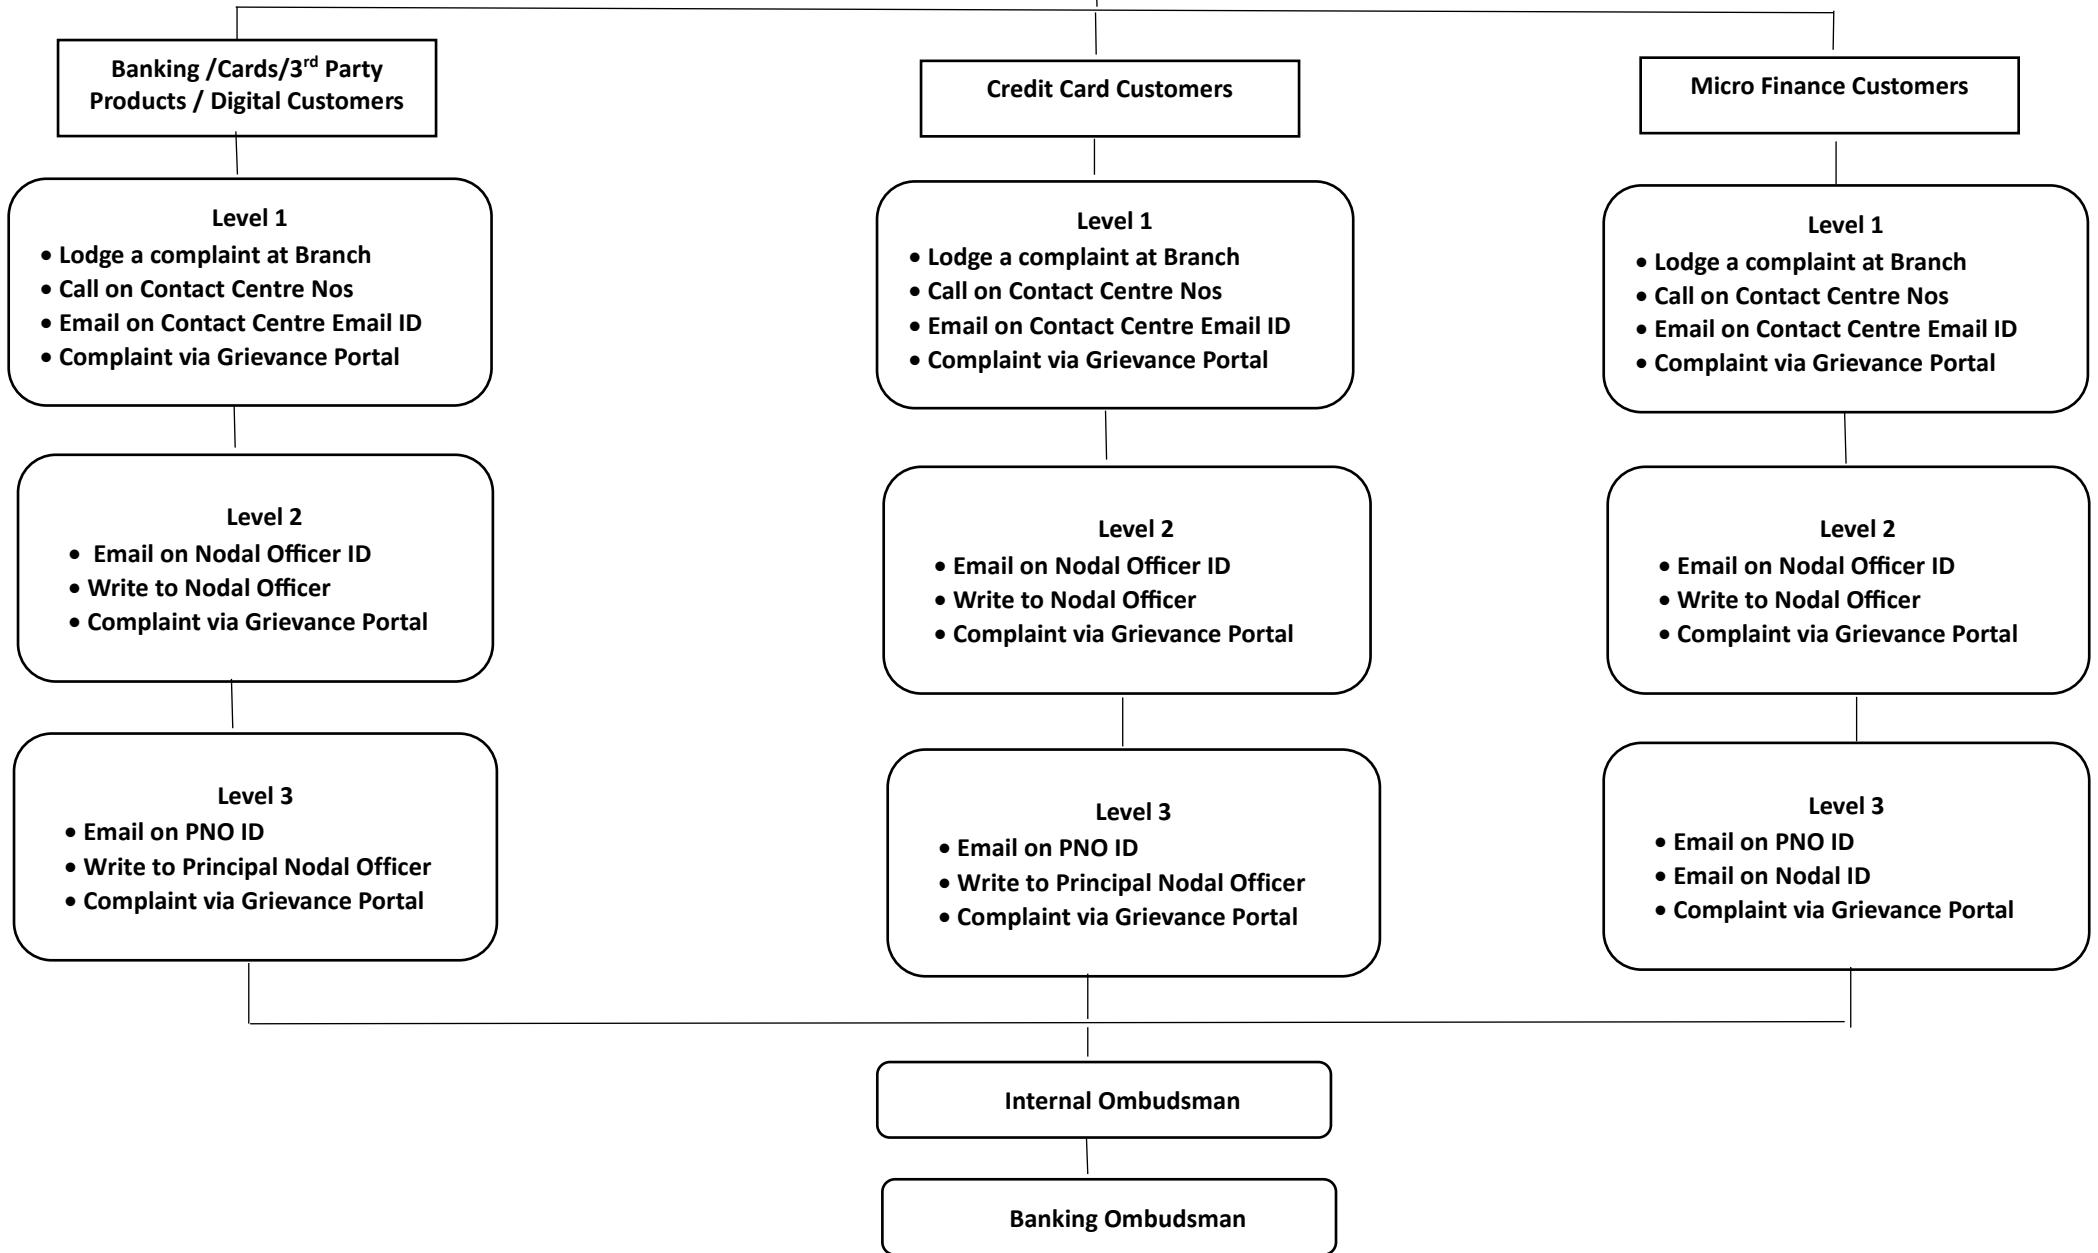 Banking /Cards/3rd Party
Products / Digital Customers
Level 1
• Lodge a complaint at Branch
• Call on Contact Centre Nos
• Email on Contact Centre Email ID
• Complaint via Grievance Portal
Level 2
• Email on Nodal Officer ID
• Write to Nodal Officer
• Complaint via Grievance Portal
Level 3
• Email on PNO ID
• Write to Principal Nodal Officer
• Complaint via Grievance Portal
Credit Card Customers
Level 1
• Lodge a complaint at Branch
• Call on Contact Centre Nos
• Email on Contact Centre Email ID
• Complaint via Grievance Portal
Level 2
• Email on Nodal Officer ID
• Write to Nodal Officer
• Complaint via Grievance Portal
Level 3
• Email on PNO ID
• Write to Principal Nodal Officer
• Complaint via Grievance Portal
Micro Finance Customers
Level 1
• Lodge a complaint at Branch
• Call on Contact Centre Nos
• Email on Contact Centre Email ID
• Complaint via Grievance Portal
Level 2
• Email on Nodal Officer ID
• Write to Nodal Officer
• Complaint via Grievance Portal
Level 3
• Email on PNO ID
• Email on Nodal ID
• Complaint via Grievance Portal
Internal Ombudsman
Banking Ombudsman